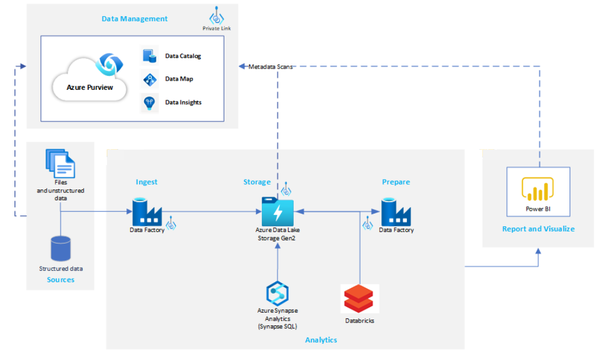 Data Management
Private Link
Azure Purview
Data Catalog
Data Map
Data Insights
Metadata Scans
Files
and unstructured
data
Structured data
Sources
Ingest
Data Factory
Storage
Azure Data Lake
Storage Gen2
Prepare
Data Factory
Azure Synapse
Analytics
(Synapse SQL)
Databricks
Analytics
Power BI
Report and Visualize